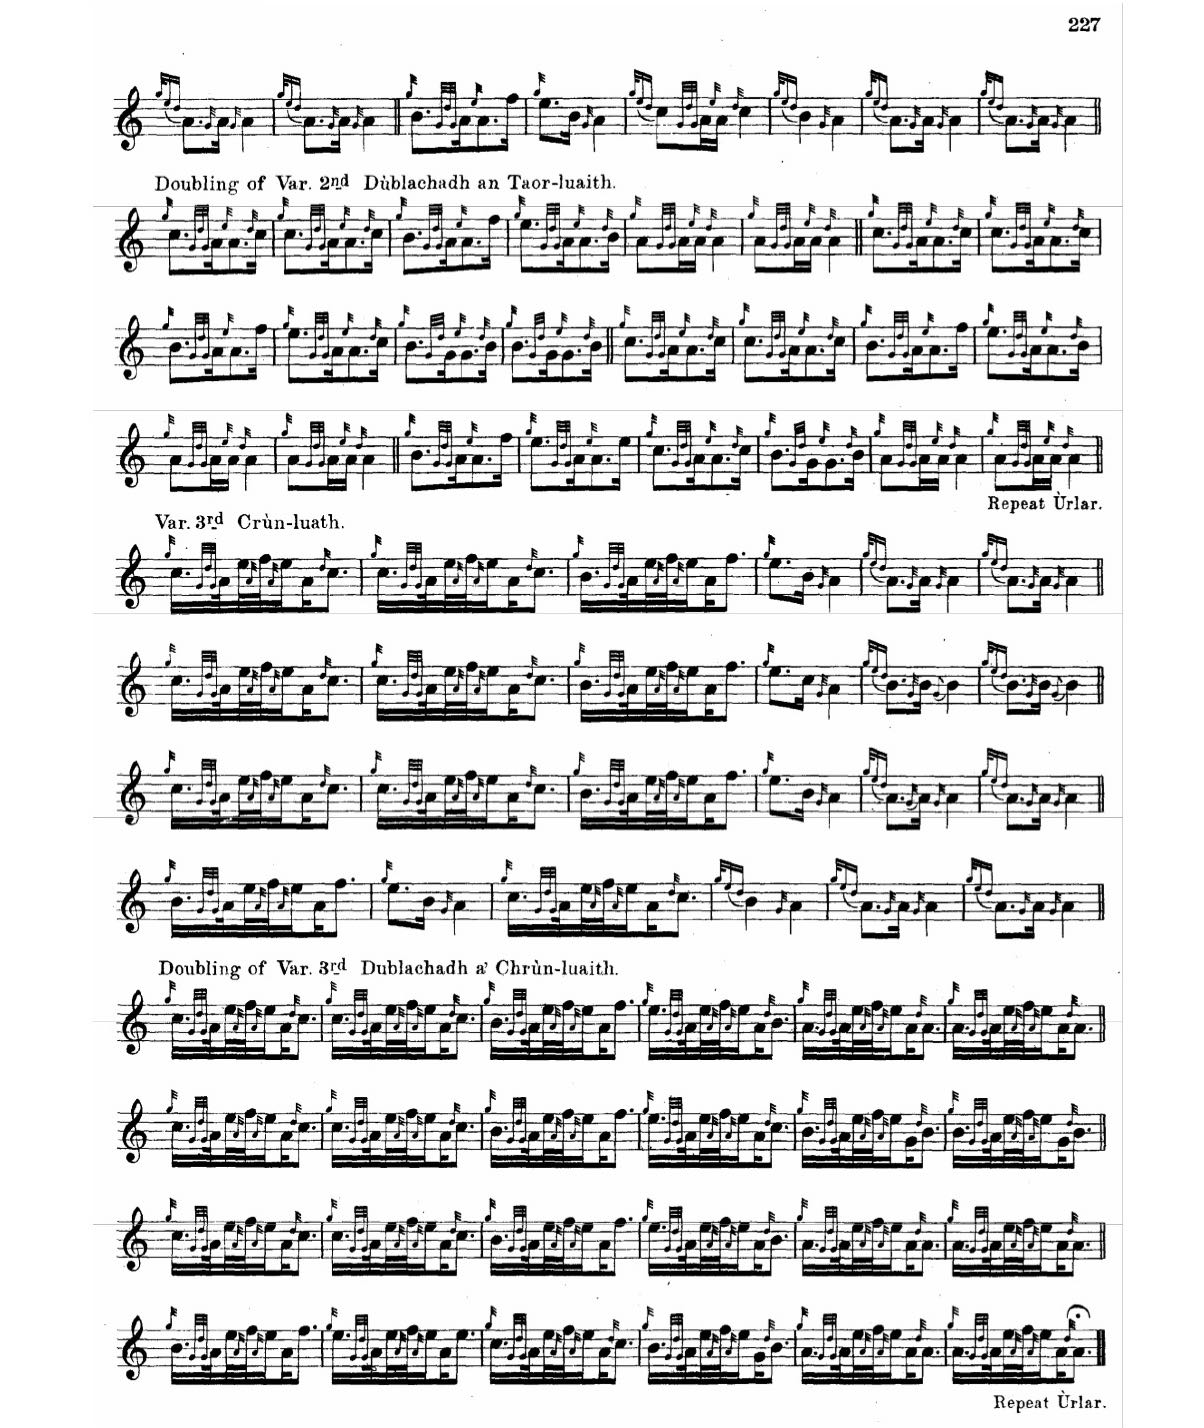 227
Doubling of Var. 2nd Dùblachadh an Taor-luaith.
Repeat Ùrlar.
Var. 3rd Crùn-luath.
Doubling of Var. 3rd Dublachadh a' Chrùn-luaith.
Repeat Ùrlar.